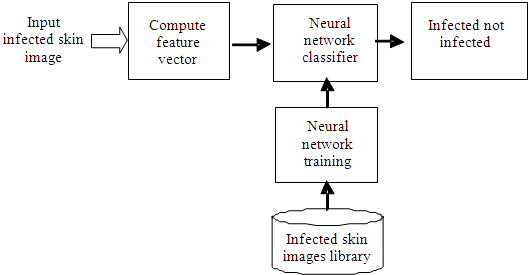 Input
infected skin
image
Compute
feature
vector
Neural
network
classifier
Infected not
infected
Neural
network
training
Infected skin
images library